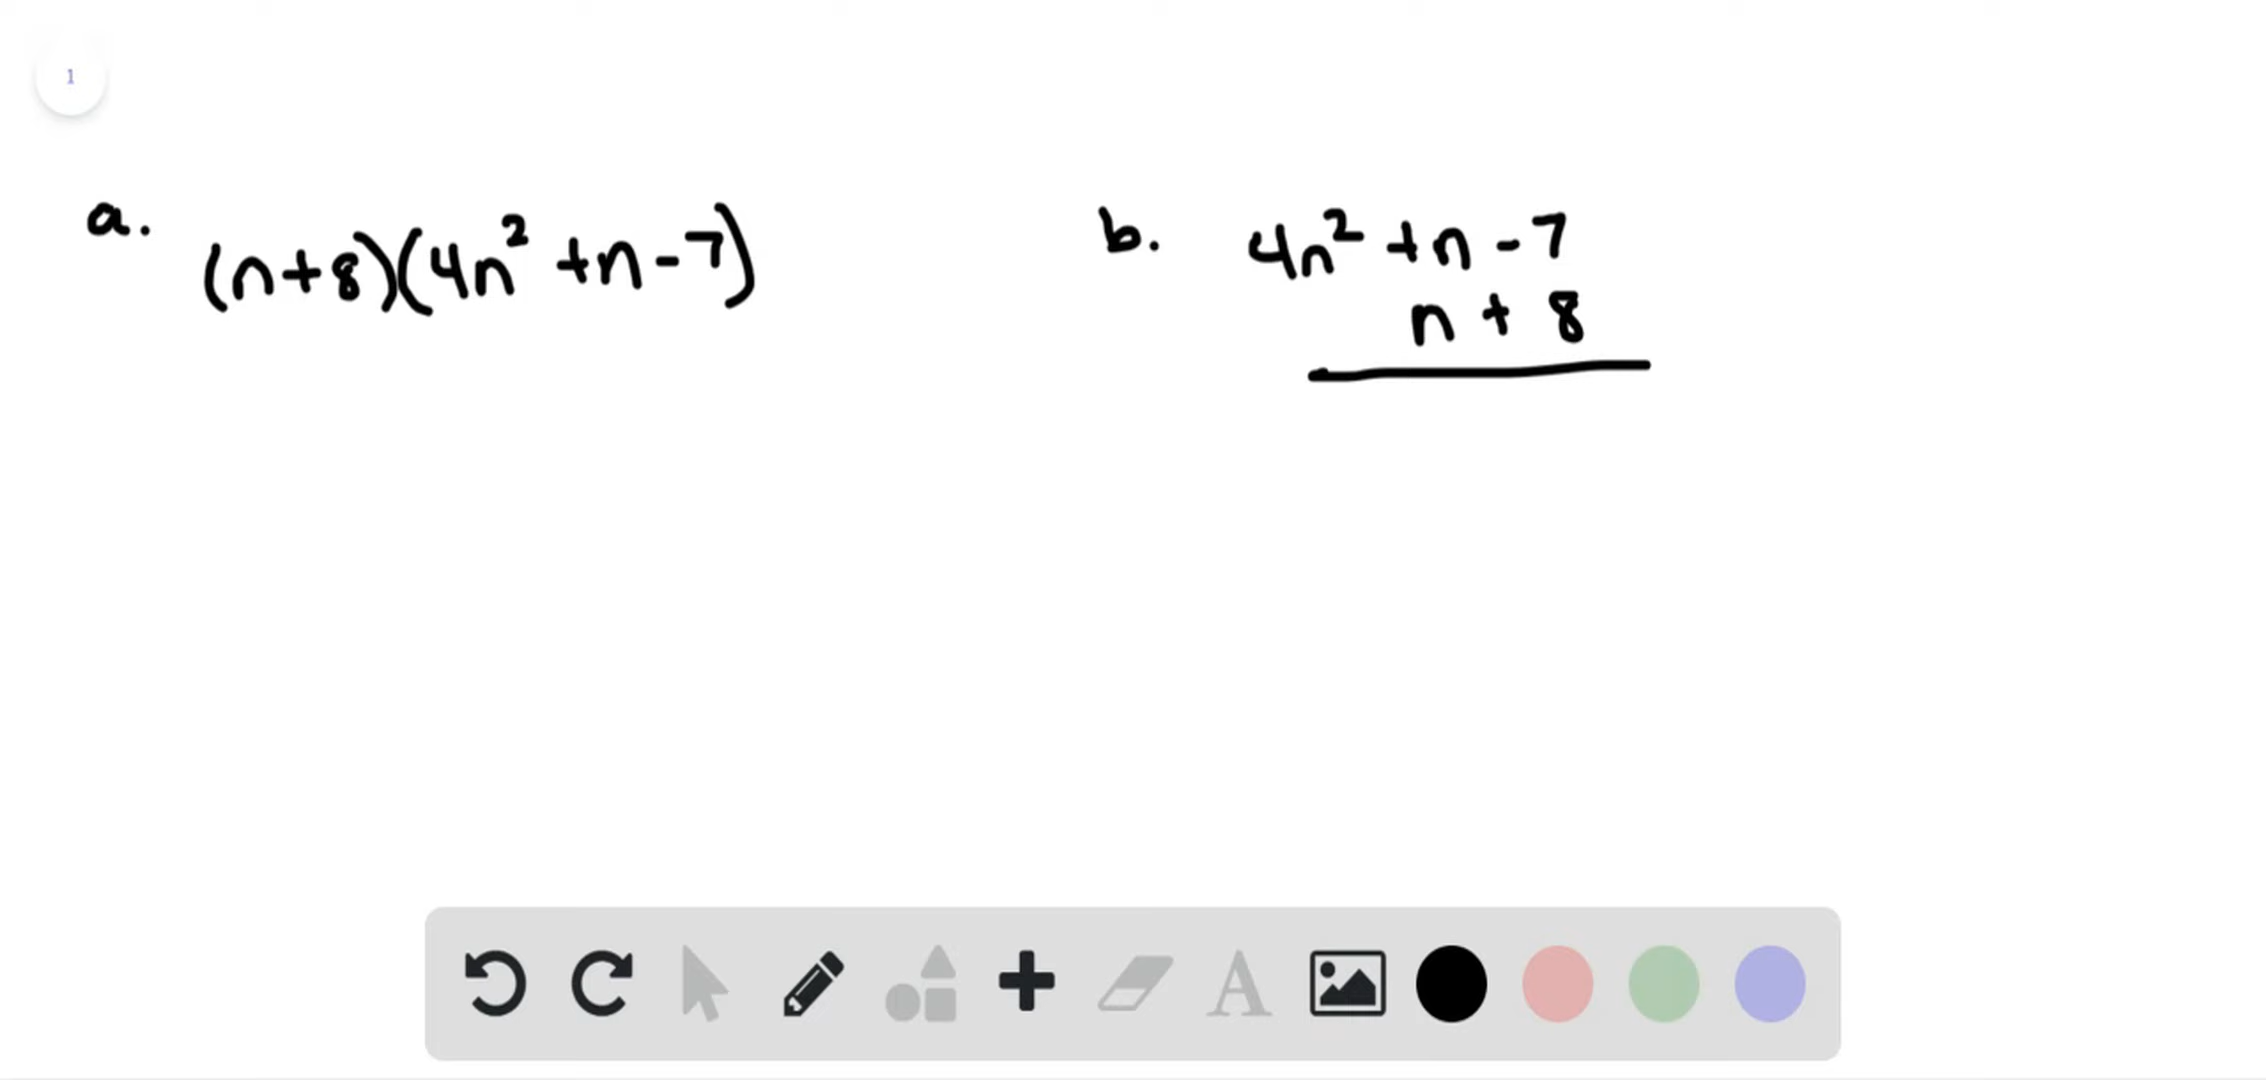 1
a. (n+8)(4n² +n-7)
b. 4n² +n -7
n + 8
A